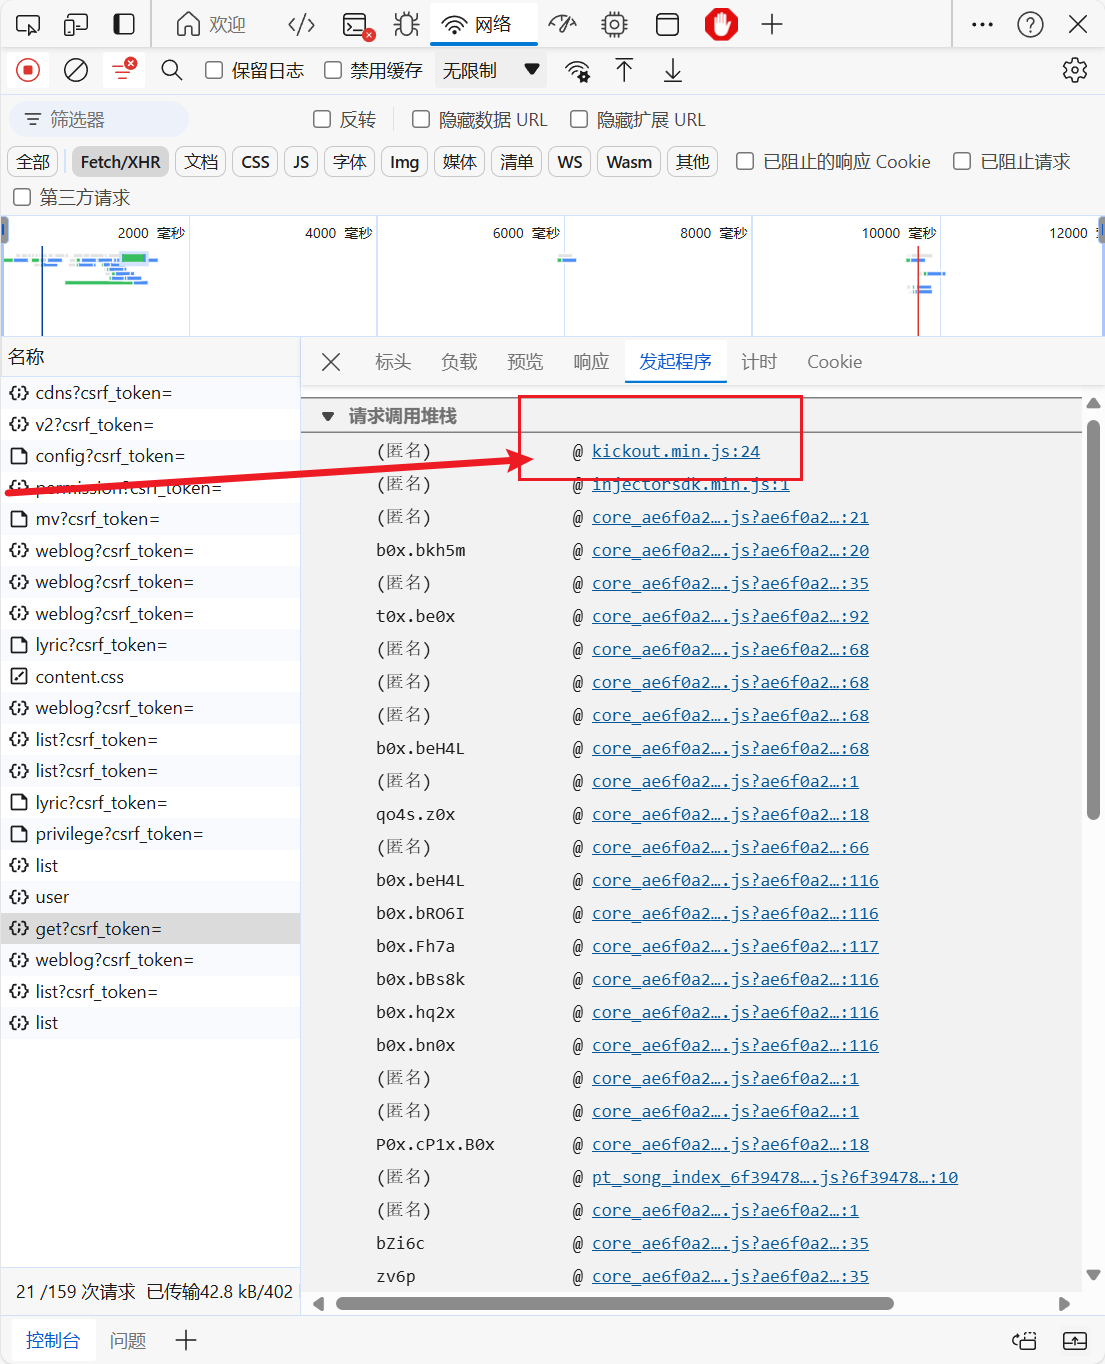 欢迎
网络
保留日志
禁用缓存
无限制
筛选器
反转
隐藏数据 URL
隐藏扩展 URL
全部
Fetch/XHR
文档
CSS
JS
字体
Img
媒体
清单
WS
Wasm
其他
已阻止的响应 Cookie
已阻止请求
第三方请求
2000 毫秒
4000 毫秒
6000 毫秒
8000 毫秒
10000 毫秒
12000
名称
cdns?csrf_token=
v2?csrf_token=
config?csrf_token=
permission?csrf_token=
mv?csrf_token=
weblog?csrf_token=
weblog?csrf_token=
weblog?csrf_token=
lyric?csrf_token=
content.css
weblog?csrf_token=
list?csrf_token=
list?csrf_token=
lyric?csrf_token=
privilege?csrf_token=
list
user
get?csrf_token=
weblog?csrf_token=
list?csrf_token=
list
标头
负载
预览
响应
发起程序
计时
Cookie
请求调用堆栈
(匿名) @ kickout.min.js:24
(匿名) @ injectorsdk.min.js:1
(匿名) @ core_ae6f0a2….js?ae6f0a2…:21
b0x.bkh5m @ core_ae6f0a2….js?ae6f0a2…:20
(匿名) @ core_ae6f0a2….js?ae6f0a2…:35
t0x.be0x @ core_ae6f0a2….js?ae6f0a2…:92
(匿名) @ core_ae6f0a2….js?ae6f0a2…:68
(匿名) @ core_ae6f0a2….js?ae6f0a2…:68
(匿名) @ core_ae6f0a2….js?ae6f0a2…:68
b0x.beH4L @ core_ae6f0a2….js?ae6f0a2…:68
(匿名) @ core_ae6f0a2….js?ae6f0a2…:1
qo4s.z0x @ core_ae6f0a2….js?ae6f0a2…:18
(匿名) @ core_ae6f0a2….js?ae6f0a2…:66
b0x.beH4L @ core_ae6f0a2….js?ae6f0a2…:116
b0x.bRO6I @ core_ae6f0a2….js?ae6f0a2…:116
b0x.Fh7a @ core_ae6f0a2….js?ae6f0a2…:117
b0x.bBs8k @ core_ae6f0a2….js?ae6f0a2…:116
b0x.hq2x @ core_ae6f0a2….js?ae6f0a2…:116
b0x.bn0x @ core_ae6f0a2….js?ae6f0a2…:116
(匿名) @ core_ae6f0a2….js?ae6f0a2…:1
(匿名) @ core_ae6f0a2….js?ae6f0a2…:1
P0x.cP1x.B0x @ core_ae6f0a2….js?ae6f0a2…:18
(匿名) @ pt_song_index_6f39478….js?6f39478…:10
(匿名) @ core_ae6f0a2….js?ae6f0a2…:1
bZi6c @ core_ae6f0a2….js?ae6f0a2…:35
zv6p @ core_ae6f0a2….js?ae6f0a2…:35
21 /159 次请求 已传输42.8 kB/402
控制台
问题